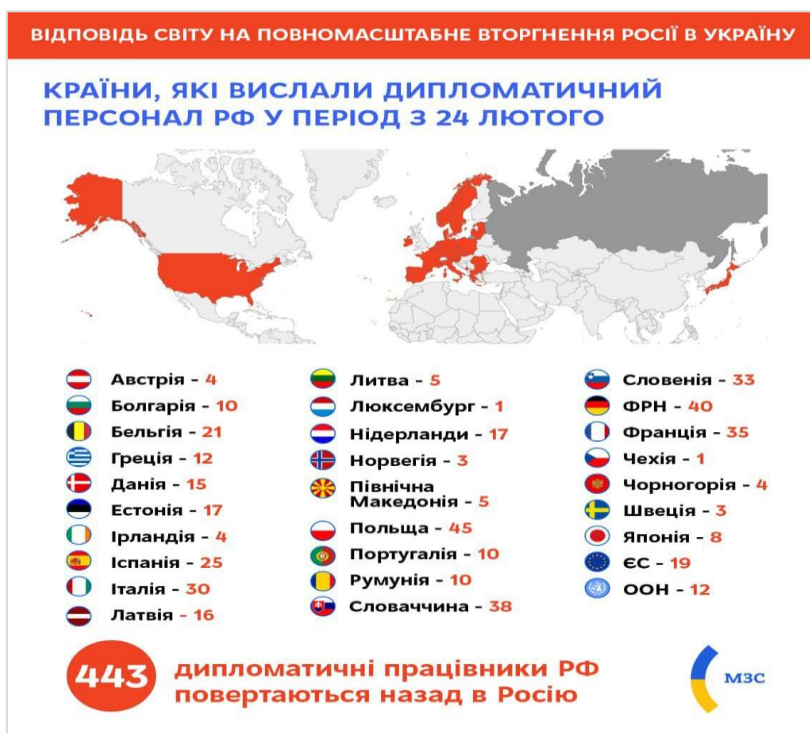 ВІДПОВІДЬ СВІТУ НА ПОВНОМАСШТАБНЕ ВТОРГНЕННЯ РОСІЇ В УКРАЇНУ
КРАЇНИ, ЯКІ ВИСЛАЛИ ДИПЛОМАТИЧНИЙ
ПЕРСОНАЛ РФ У ПЕРІОД З 24 ЛЮТОГО
Австрія - 4
Болгарія - 10
Бельгія - 21
Греція - 12
Данія - 15
Естонія - 17
Ірландія - 4
Іспанія - 25
Італія - 30
Латвія - 16
Литва - 5
Люксембург - 1
Нідерланди - 17
Норвегія - 3
Північна
Македонія - 5
Польща - 45
Португалія - 10
Румунія - 10
Словаччина - 38
Словенія - 33
ФРН - 40
Франція - 35
Чехія - 1
Чорногорія - 4
Швеція - 3
Японія - 8
ЄС - 19
ООН - 12
443
дипломатичні працівники РФ
повертаються назад в Росію
МЗС